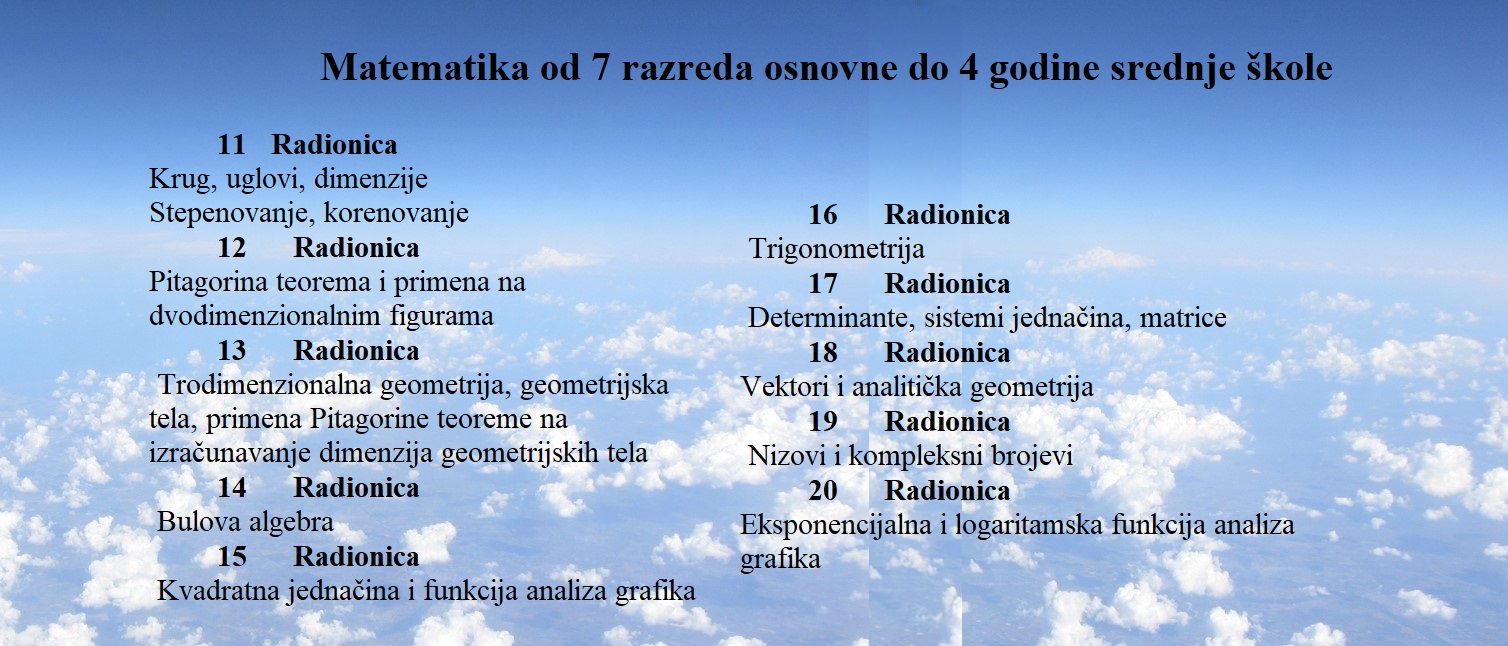 Matematika od 7 razreda osnovne do 4 godine srednje škole
11 Radionica
Krug, uglovi, dimenzije
Stepenovanje, korenovanje
12 Radionica
Pitagorina teorema i primena na
dvodimenzionalnim figurama
13 Radionica
Trodimenzionalna geometrija, geometrijska
tela, primena Pitagorine teoreme na
izračunavanje dimenzija geometrijskih tela
14 Radionica
Bulova algebra
15 Radionica
Kvadratna jednačina i funkcija analiza grafika
16 Radionica
Trigonometrija
17 Radionica
Determinante, sistemi jednačina, matrice
18 Radionica
Vektori i analitička geometrija
19 Radionica
Nizovi i kompleksni brojevi
20 Radionica
Eksponencijalna i logaritamska funkcija analiza
grafika